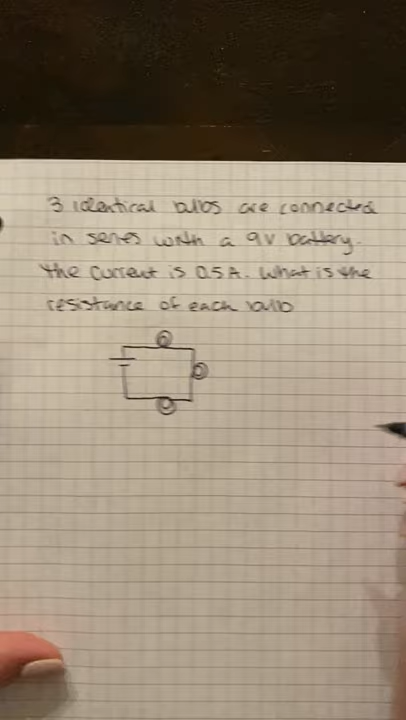 3 identical bulbs are connected
in series with a 9V battery.
the current is 0.5A. What is the
resistance of each bulb